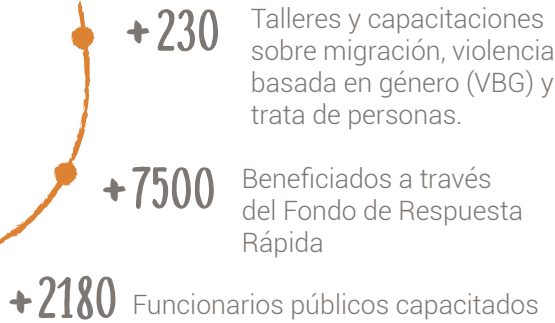 +230
Talleres y capacitaciones
sobre migración, violencia
basada en género (VBG) y
trata de personas.
+7500
Beneficiados a través
del Fondo de Respuesta
Rápida
+2180 Funcionarios públicos capacitados